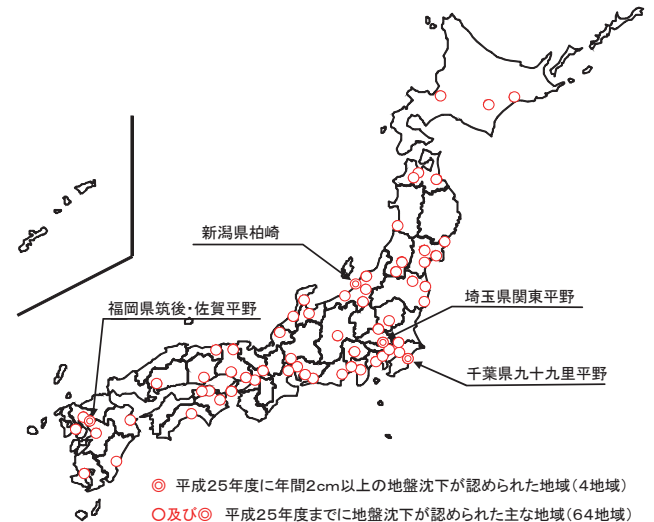 新潟県柏崎
福岡県筑後・佐賀平野
埼玉県関東平野
千葉県九十九里平野
◎ 平成25年度に年間2cm以上の地盤沈下が認められた地域(4地域)
○及び◎ 平成25年度までに地盤沈下が認められた主な地域(64地域)